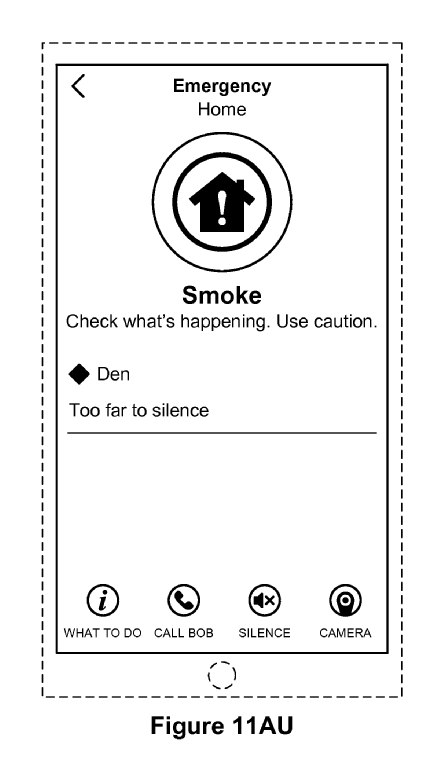 Emergency
Home
Smoke
Check what's happening. Use caution.
Den
Too far to silence
WHAT TO DO CALL BOB SILENCE CAMERA
Figure 11AU